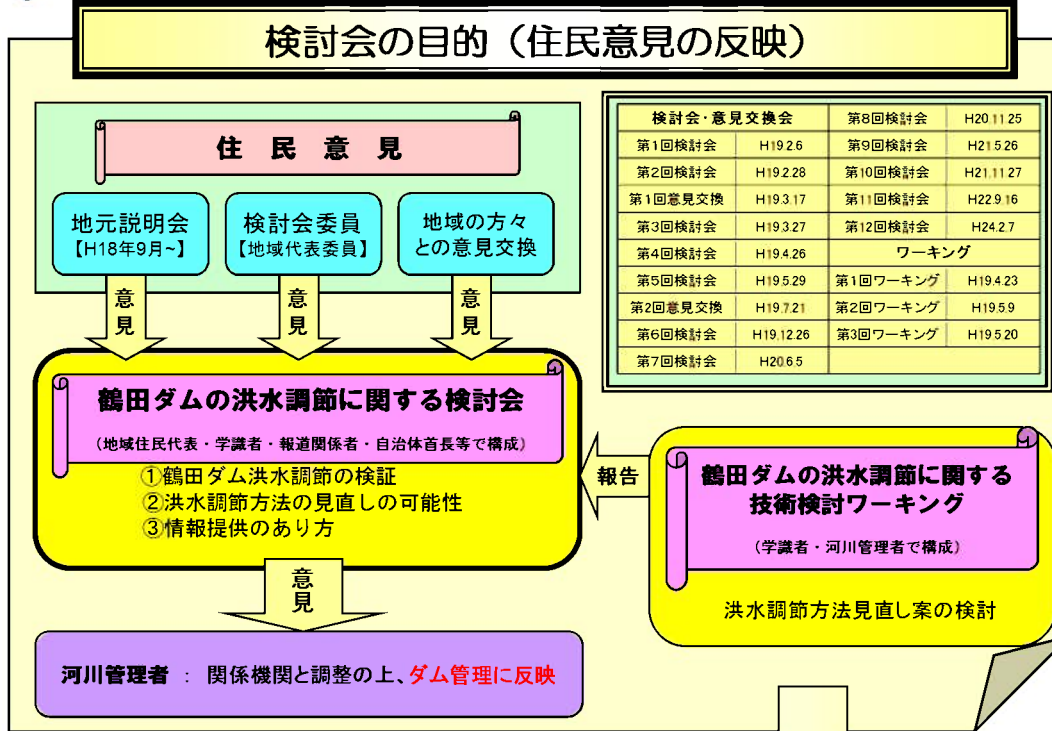 検討会の目的（住民意見の反映）
住民意見
地元説明会
【H18年9月~】
検討会委員
【地域代表委員】
地域の方々
との意見交換
意見
意見
意見
検討会・意見交換会
第1回検討会 H19.2.6
第2回検討会 H19.2.28
第1回意見交換 H19.3.17
第3回検討会 H19.3.27
第4回検討会 H19.4.26
第5回検討会 H19.5.29
第2回意見交換 H19.7.21
第6回検討会 H19.12.26
第7回検討会 H20.6.5
第8回検討会 H20.11.25
第9回検討会 H21.5.26
第10回検討会 H21.11.27
第11回検討会 H22.9.16
第12回検討会 H24.2.7
ワーキング
第1回ワーキング H19.4.23
第2回ワーキング H19.5.9
第3回ワーキング H19.5.20
鶴田ダムの洪水調節に関する検討会
（地域住民代表・学識者・報道関係者・自治体首長等で構成）
①鶴田ダム洪水調節の検証
②洪水調節方法の見直しの可能性
③情報提供のあり方
報告
鶴田ダムの洪水調節に関する
技術検討ワーキング
（学識者・河川管理者で構成）
洪水調節方法見直し案の検討
意見
河川管理者 ： 関係機関と調整の上、ダム管理に反映